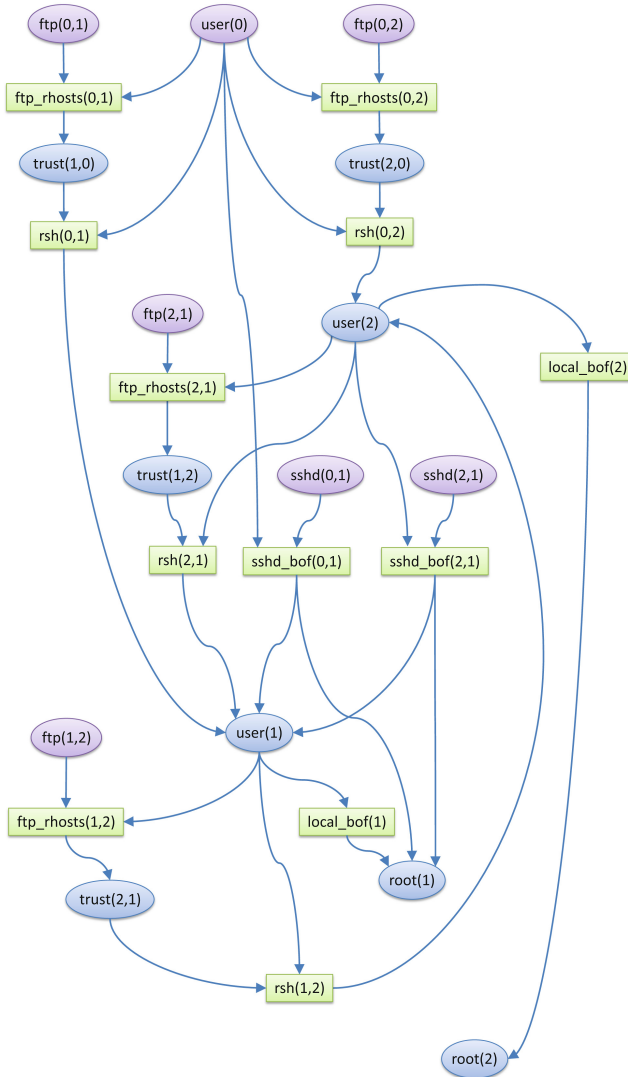 ftp(0,1)
user(0)
ftp(0,2)
ftp_rhosts(0,1)
ftp_rhosts(0,2)
trust(1,0)
trust(2,0)
rsh(0,1)
rsh(0,2)
ftp(2,1)
user(2)
local_bof(2)
ftp_rhosts(2,1)
trust(1,2)
sshd(0,1)
sshd(2,1)
rsh(2,1)
sshd_bof(0,1)
sshd_bof(2,1)
user(1)
ftp(1,2)
ftp_rhosts(1,2)
local_bof(1)
root(1)
trust(2,1)
rsh(1,2)
root(2)